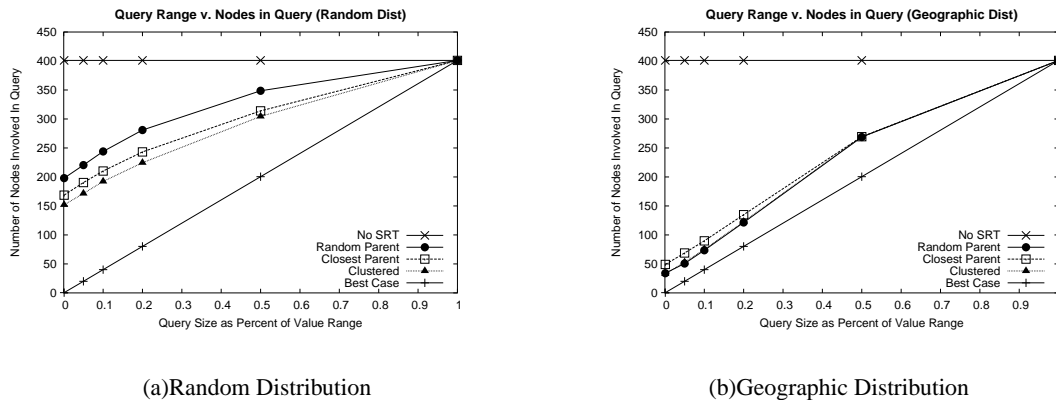 Query Range v. Nodes in Query (Random Dist)
450
400
350
300
250
200
150
100
50
0
Number of Nodes Involved In Query
0 0.1 0.2 0.3 0.4 0.5 0.6 0.7 0.8 0.9 1
Query Size as Percent of Value Range
No SRT
Random Parent
Closest Parent
Clustered
Best Case
(a)Random Distribution
Query Range v. Nodes in Query (Geographic Dist)
450
400
350
300
250
200
150
100
50
0
Number of Nodes Involved In Query
0 0.1 0.2 0.3 0.4 0.5 0.6 0.7 0.8 0.9
Query Size as Percent of Value Range
No SRT
Random Parent
Closest Parent
Clustered
Best Case
(b)Geographic Distribution